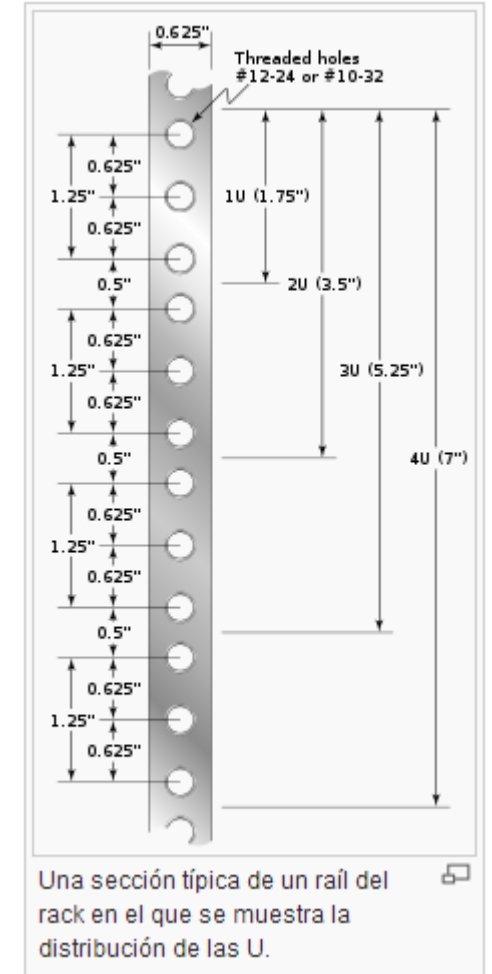 0.625"
Threaded holes
#12-24 or #10-32
0.625"
1.25"
1U (1.75")
0.625"
0.5"
2U (3.5")
0.625"
1.25"
3U (5.25")
0.625"
0.5"
4U (7")
0.625"
1.25"
0.625"
0.5"
0.625"
1.25"
0.625"
Una sección típica de un raíl del
rack en el que se muestra la
distribución de las U.